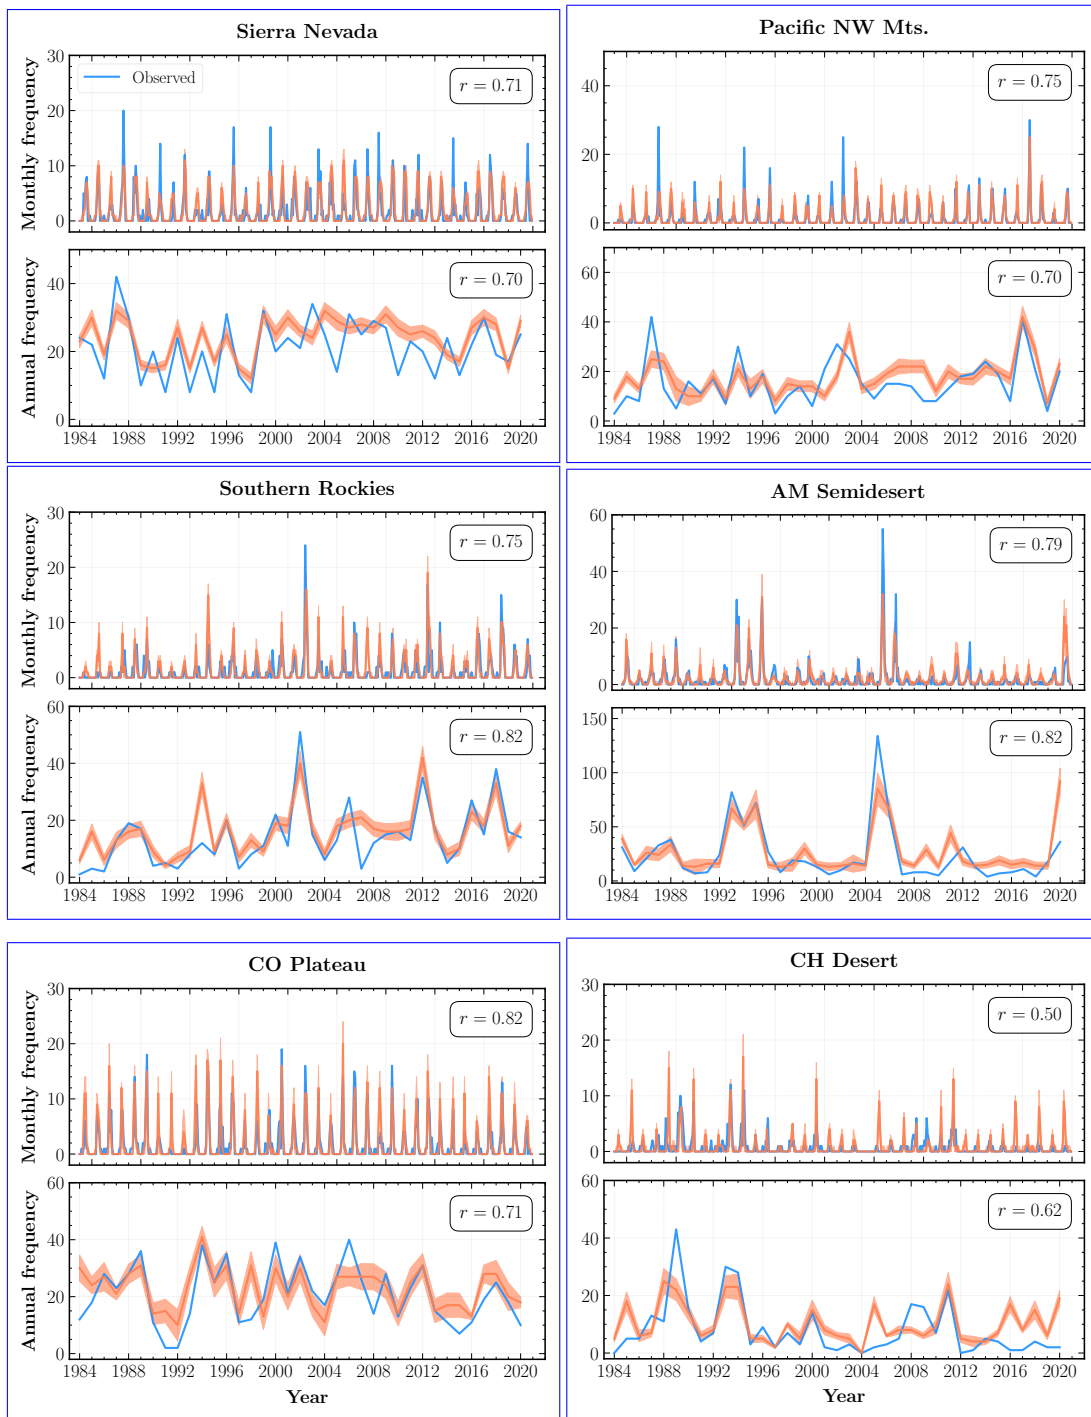 Sierra Nevada
30
20
10
0
Monthly frequency
Observed
r = 0.71
40
20
0
Annual frequency
r = 0.70
1984 1988 1992 1996 2000 2004 2008 2012 2016 2020
Pacific NW Mts.
40
20
0
r = 0.75
60
40
20
0
r = 0.70
1984 1988 1992 1996 2000 2004 2008 2012 2016 2020
Southern Rockies
30
20
10
0
Monthly frequency
r = 0.75
60
40
20
0
Annual frequency
r = 0.82
1984 1988 1992 1996 2000 2004 2008 2012 2016 2020
AM Semidesert
60
40
20
0
r = 0.79
150
100
50
0
r = 0.82
1984 1988 1992 1996 2000 2004 2008 2012 2016 2020
CO Plateau
30
20
10
0
Monthly frequency
r = 0.82
60
40
20
0
Annual frequency
r = 0.71
1984 1988 1992 1996 2000 2004 2008 2012 2016 2020
Year
CH Desert
30
20
10
0
r = 0.50
60
40
20
0
r = 0.62
1984 1988 1992 1996 2000 2004 2008 2012 2016 2020
Year